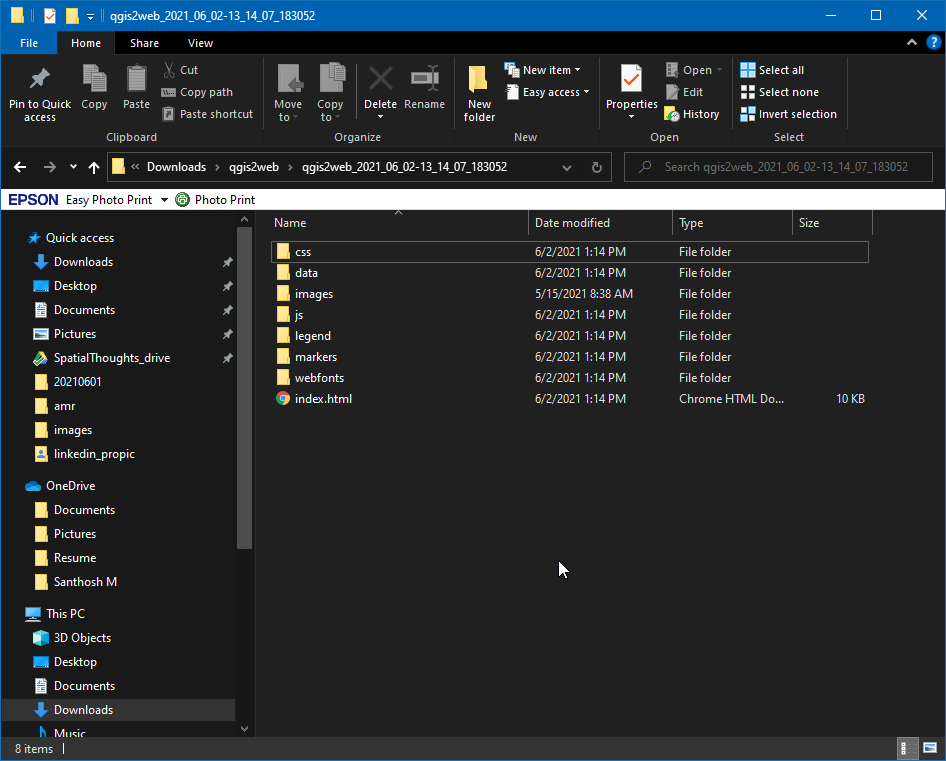 qgis2web_2021_06_02-13_14_07_183052
File Home Share View
Pin to Quick access
Copy
Paste
Cut
Copy path
Paste shortcut
Clipboard
Move to
Copy to
Delete
Rename
Organize
New folder
New item
Easy access
New
Properties
Open
Edit
History
Open
Select all
Select none
Invert selection
Select
« Downloads › qgis2web › qgis2web_2021_06_02-13_14_07_183052
Search qgis2web_2021_06_02-13_14_07_183052
EPSON Easy Photo Print Photo Print
Quick access
Downloads
Desktop
Documents
Pictures
SpatialThoughts_drive
20210601
amr
images
linkedin_propic
OneDrive
Documents
Pictures
Resume
Santhosh M
This PC
3D Objects
Desktop
Documents
Downloads
Music
Name Date modified Type Size
css 6/2/2021 1:14 PM File folder
data 6/2/2021 1:14 PM File folder
images 5/15/2021 8:38 AM File folder
js 6/2/2021 1:14 PM File folder
legend 6/2/2021 1:14 PM File folder
markers 6/2/2021 1:14 PM File folder
webfonts 6/2/2021 1:14 PM File folder
index.html 6/2/2021 1:14 PM Chrome HTML Do... 10 KB
8 items